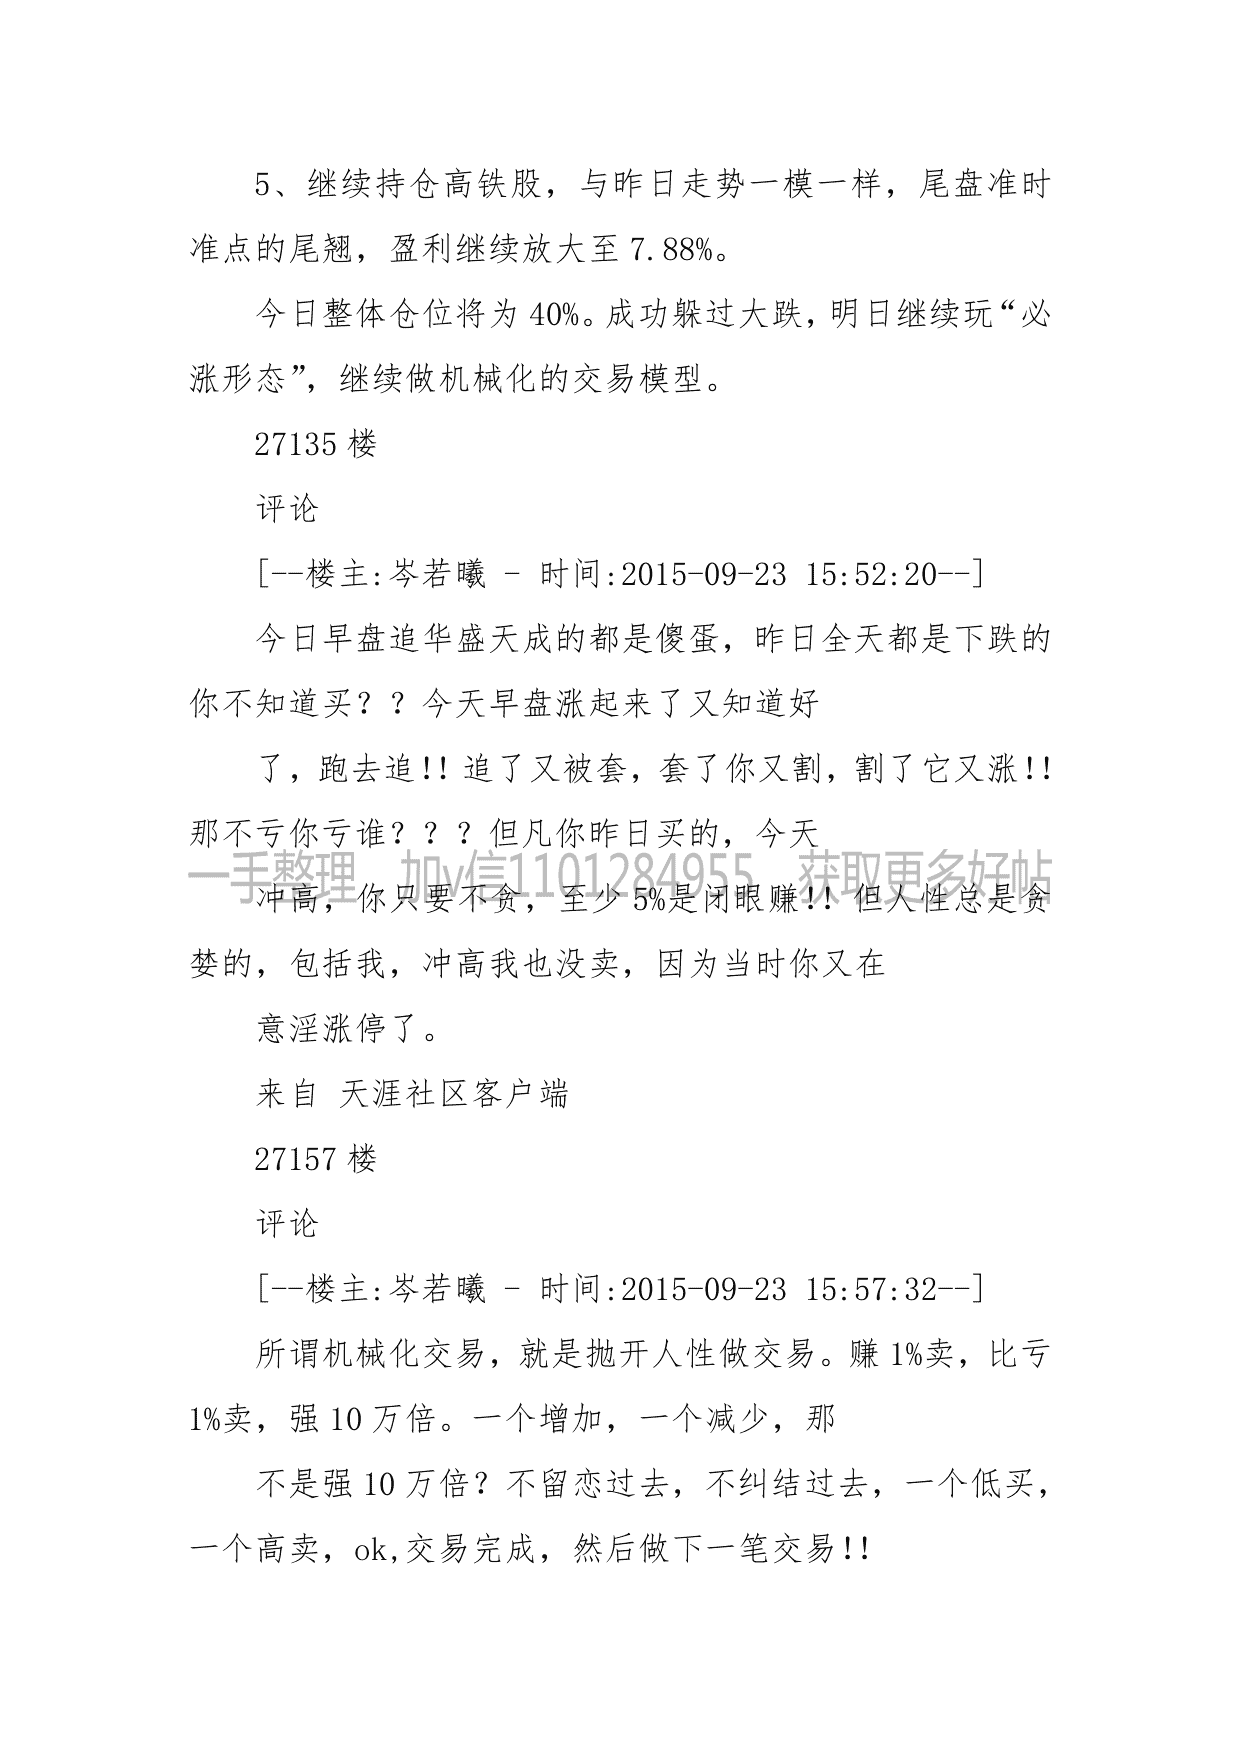 5、继续持仓高铁股，与昨日走势一模一样，尾盘准时
准点的尾翘，盈利继续放大至 7.88%。
今日整体仓位将为 40%。成功躲过大跌，明日继续玩“必
涨形态”，继续做机械化的交易模型。
27135 楼
评论
[--楼主:岑若曦 - 时间:2015-09-23 15:52:20--]
今日早盘追华盛天成的都是傻蛋，昨日全天都是下跌的
你不知道买？？今天早盘涨起来了又知道好
了，跑去追!!追了又被套，套了你又割，割了它又涨!!
那不亏你亏谁？？？但凡你昨日买的，今天
一手整理 加v信1101284955 获取更多好帖
冲高，你只要不贪，至少 5%是闭眼赚!!但人性总是贪
婪的，包括我，冲高我也没卖，因为当时你又在
意淫涨停了。
来自 天涯社区客户端
27157 楼
评论
[--楼主:岑若曦 - 时间:2015-09-23 15:57:32--]
所谓机械化交易，就是抛开人性做交易。赚 1%卖，比亏
1%卖，强 10 万倍。一个增加，一个减少，那
不是强 10 万倍？不留恋过去，不纠结过去，一个低买，
一个高卖，ok,交易完成，然后做下一笔交易!!